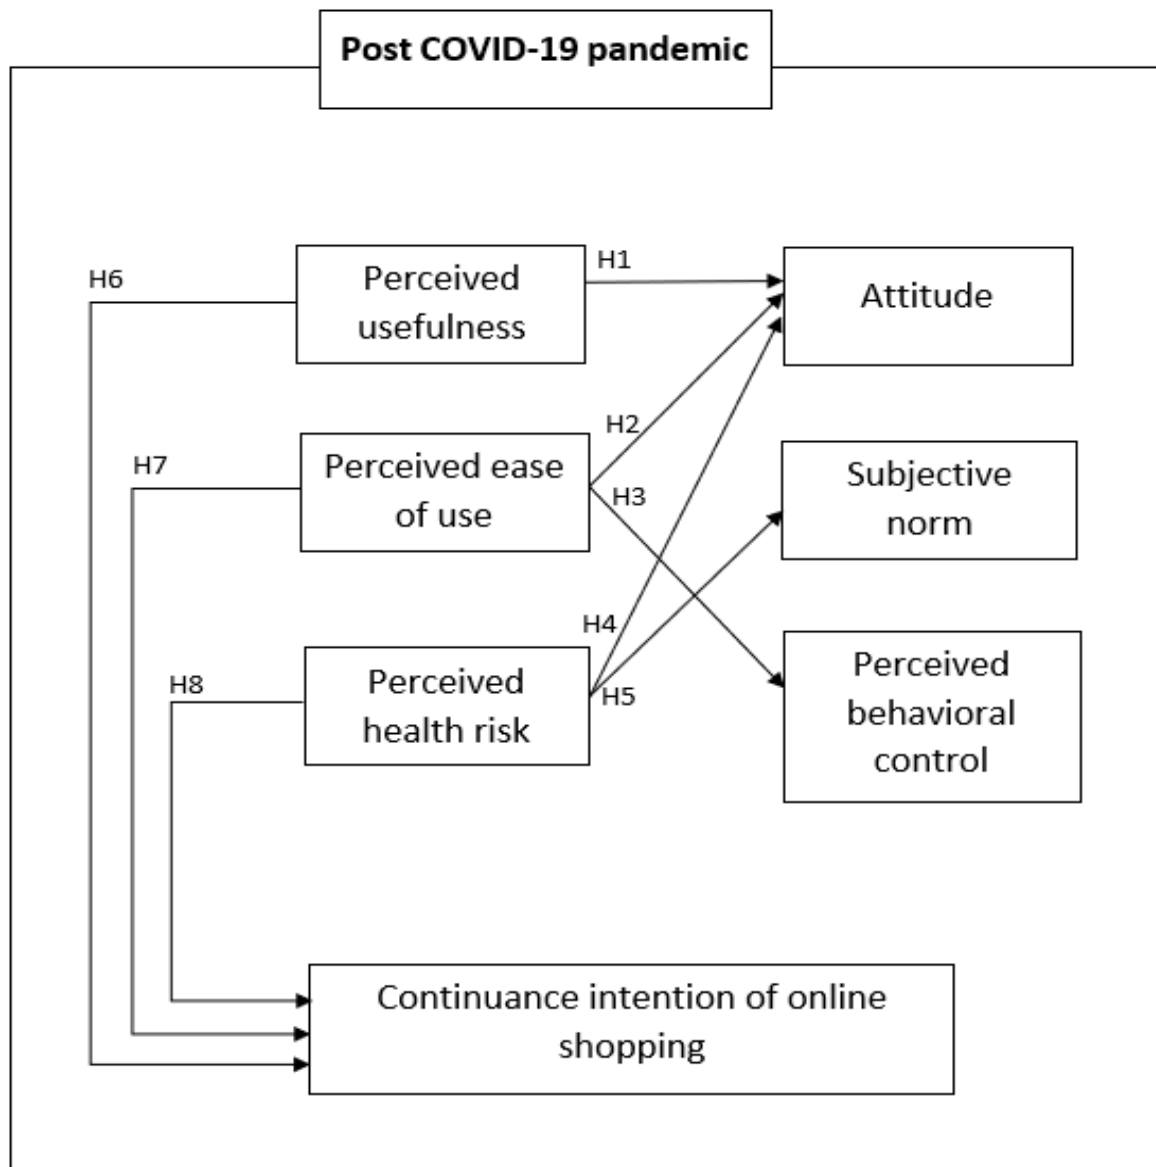 Post COVID-19 pandemic
H6
Perceived
usefulness
H1
Attitude
H7
Perceived ease
of use
H2
H3
Subjective
norm
H8
Perceived
health risk
H4
H5
Perceived
behavioral
control
Continuance intention of online
shopping